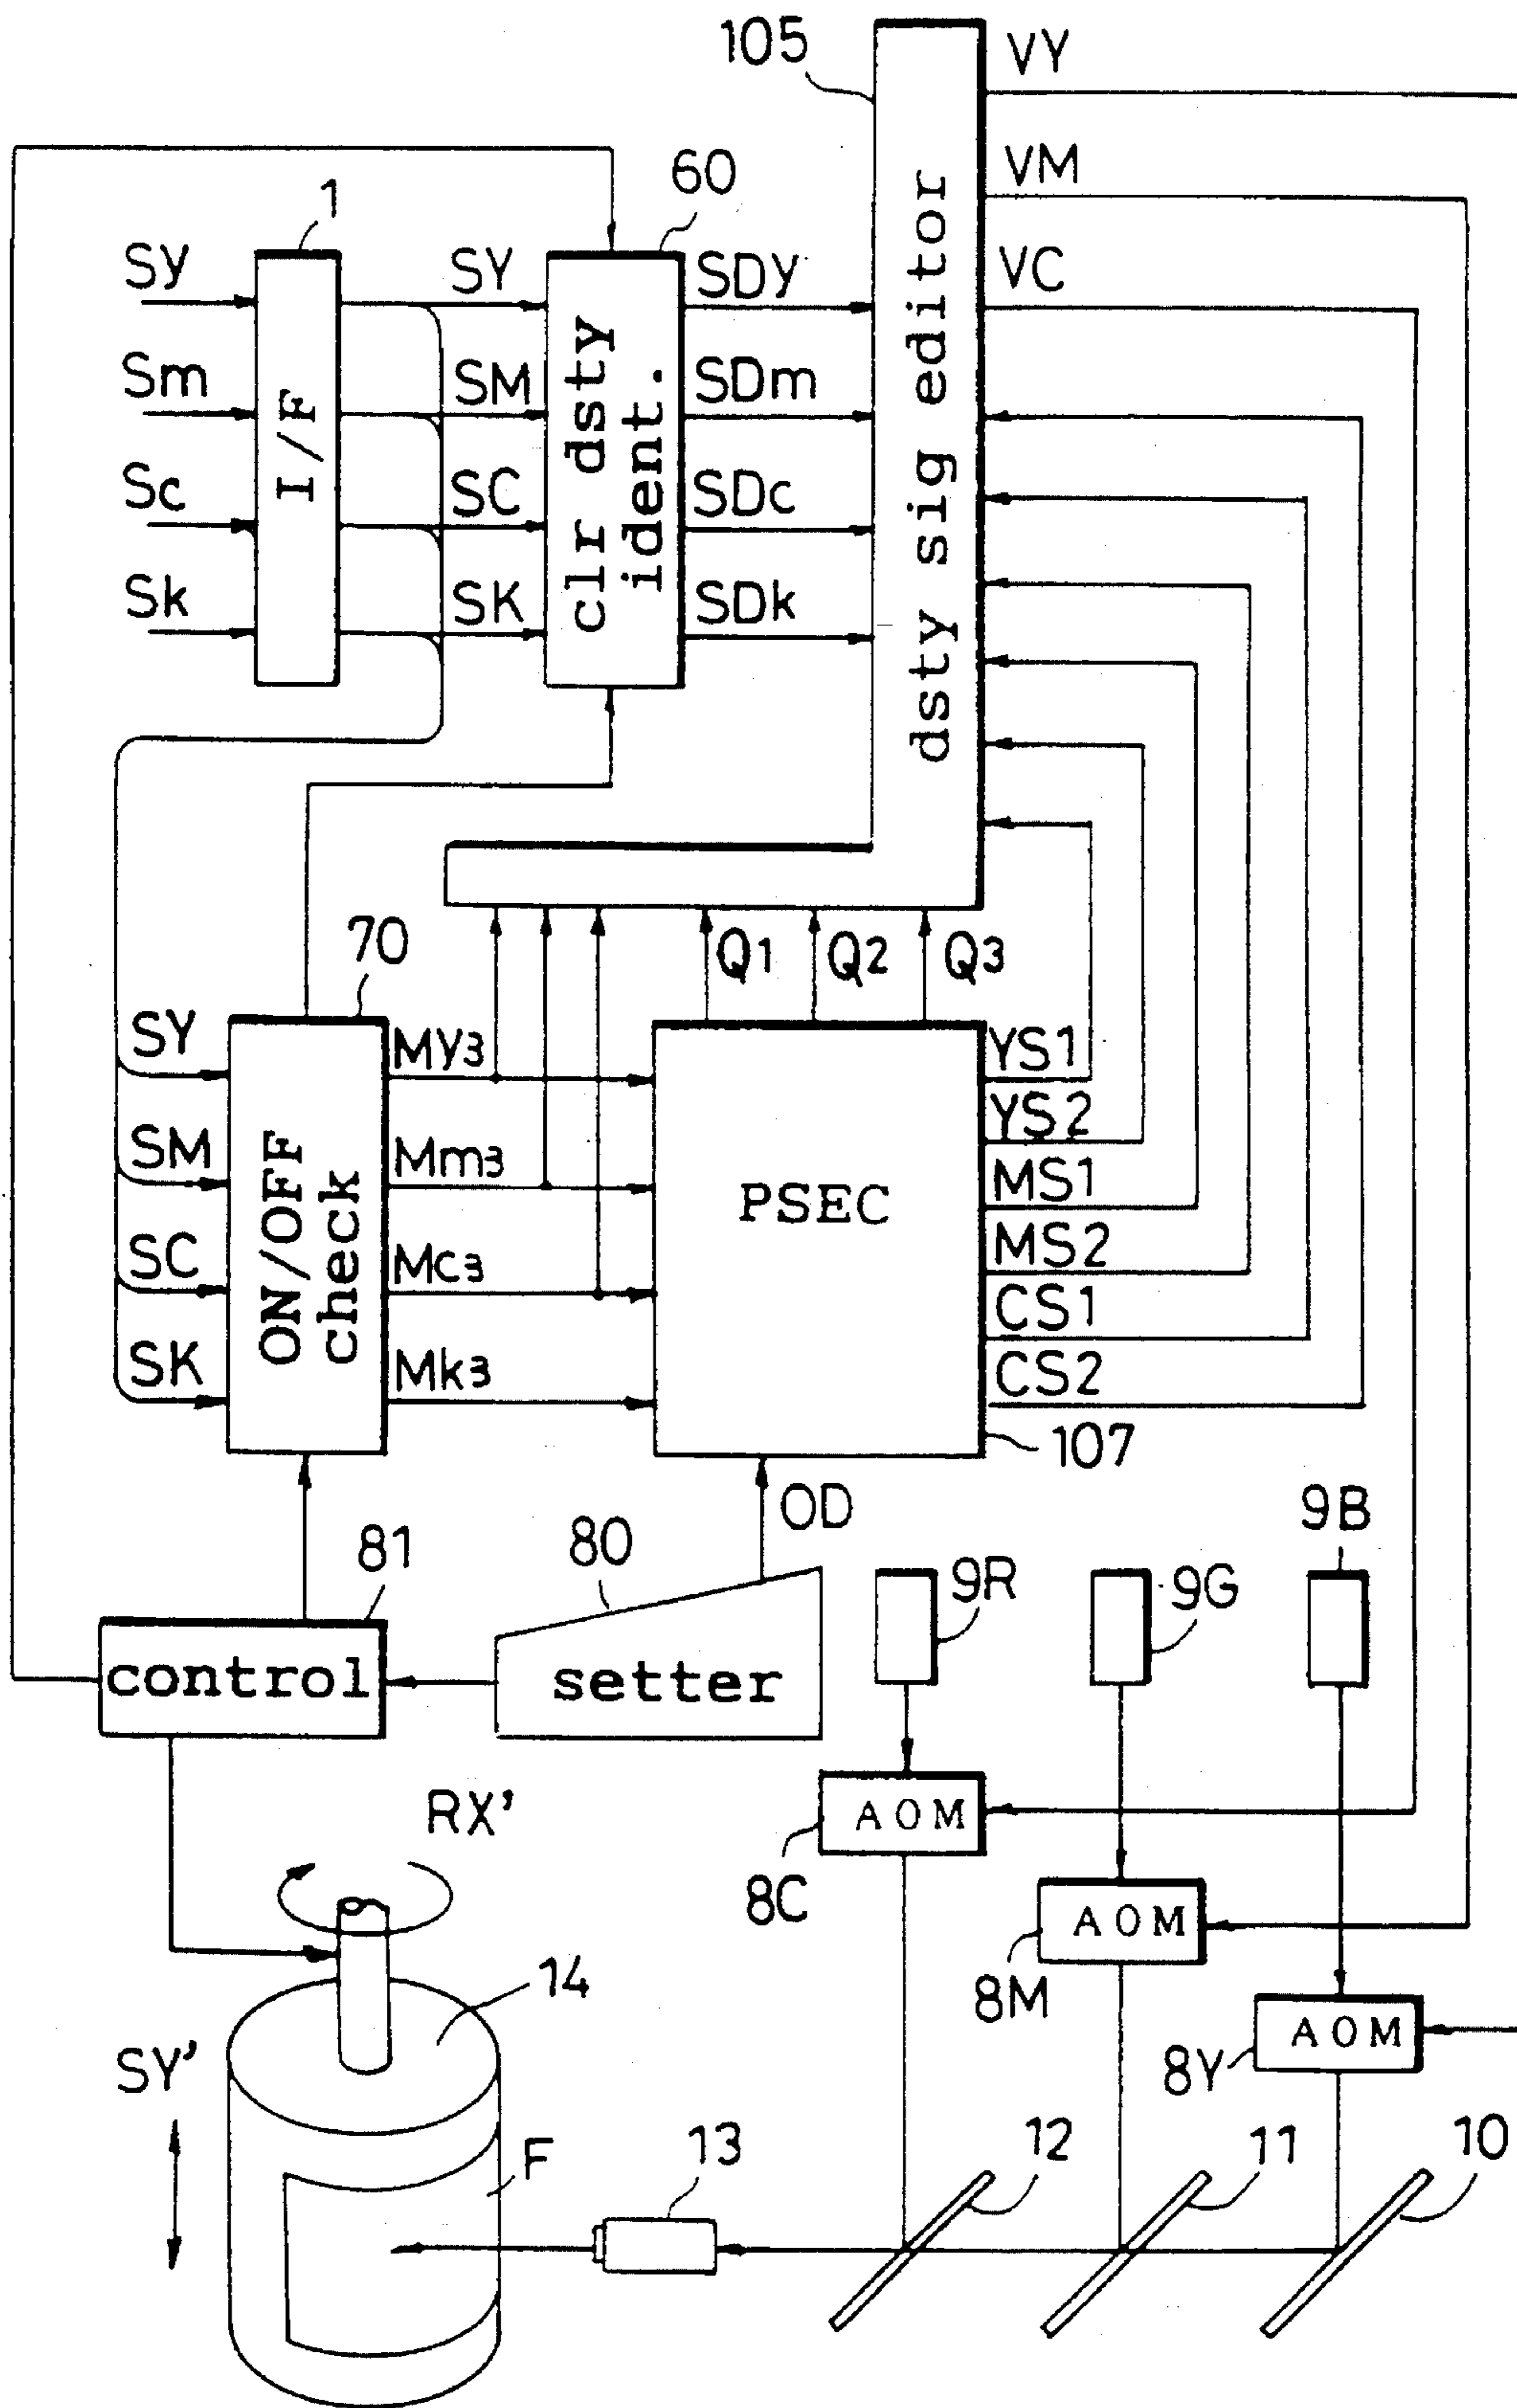 105
VY
VM
VC
60
1
Sy
Sm
Sc
Sk
I/F
SY
SM
SC
SK
clr dsty
ident.
SDy
SDm
SDc
SDk
dsty sig editor
70
Q1
Q2
Q3
SY
SM
SC
SK
ON/OFF
check
My3
Mm3
Mc3
Mk3
PSEC
YS1
YS2
MS1
MS2
CS1
CS2
107
OD
81
control
80
setter
9R
9G
9B
AOM
8C
AOM
8M
AOM
8Y
RX'
14
SY'
F
13
12
11
10